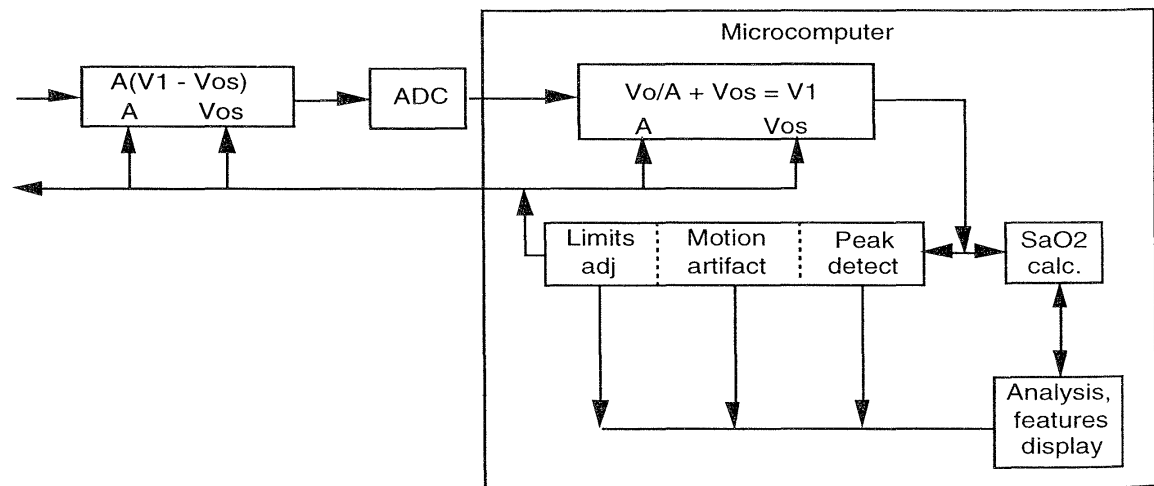 Microcomputer
A(V1 - Vos)
A Vos
ADC
Vo/A + Vos = V1
A Vos
Limits
adj
Motion
artifact
Peak
detect
SaO2
calc.
Analysis,
features
display